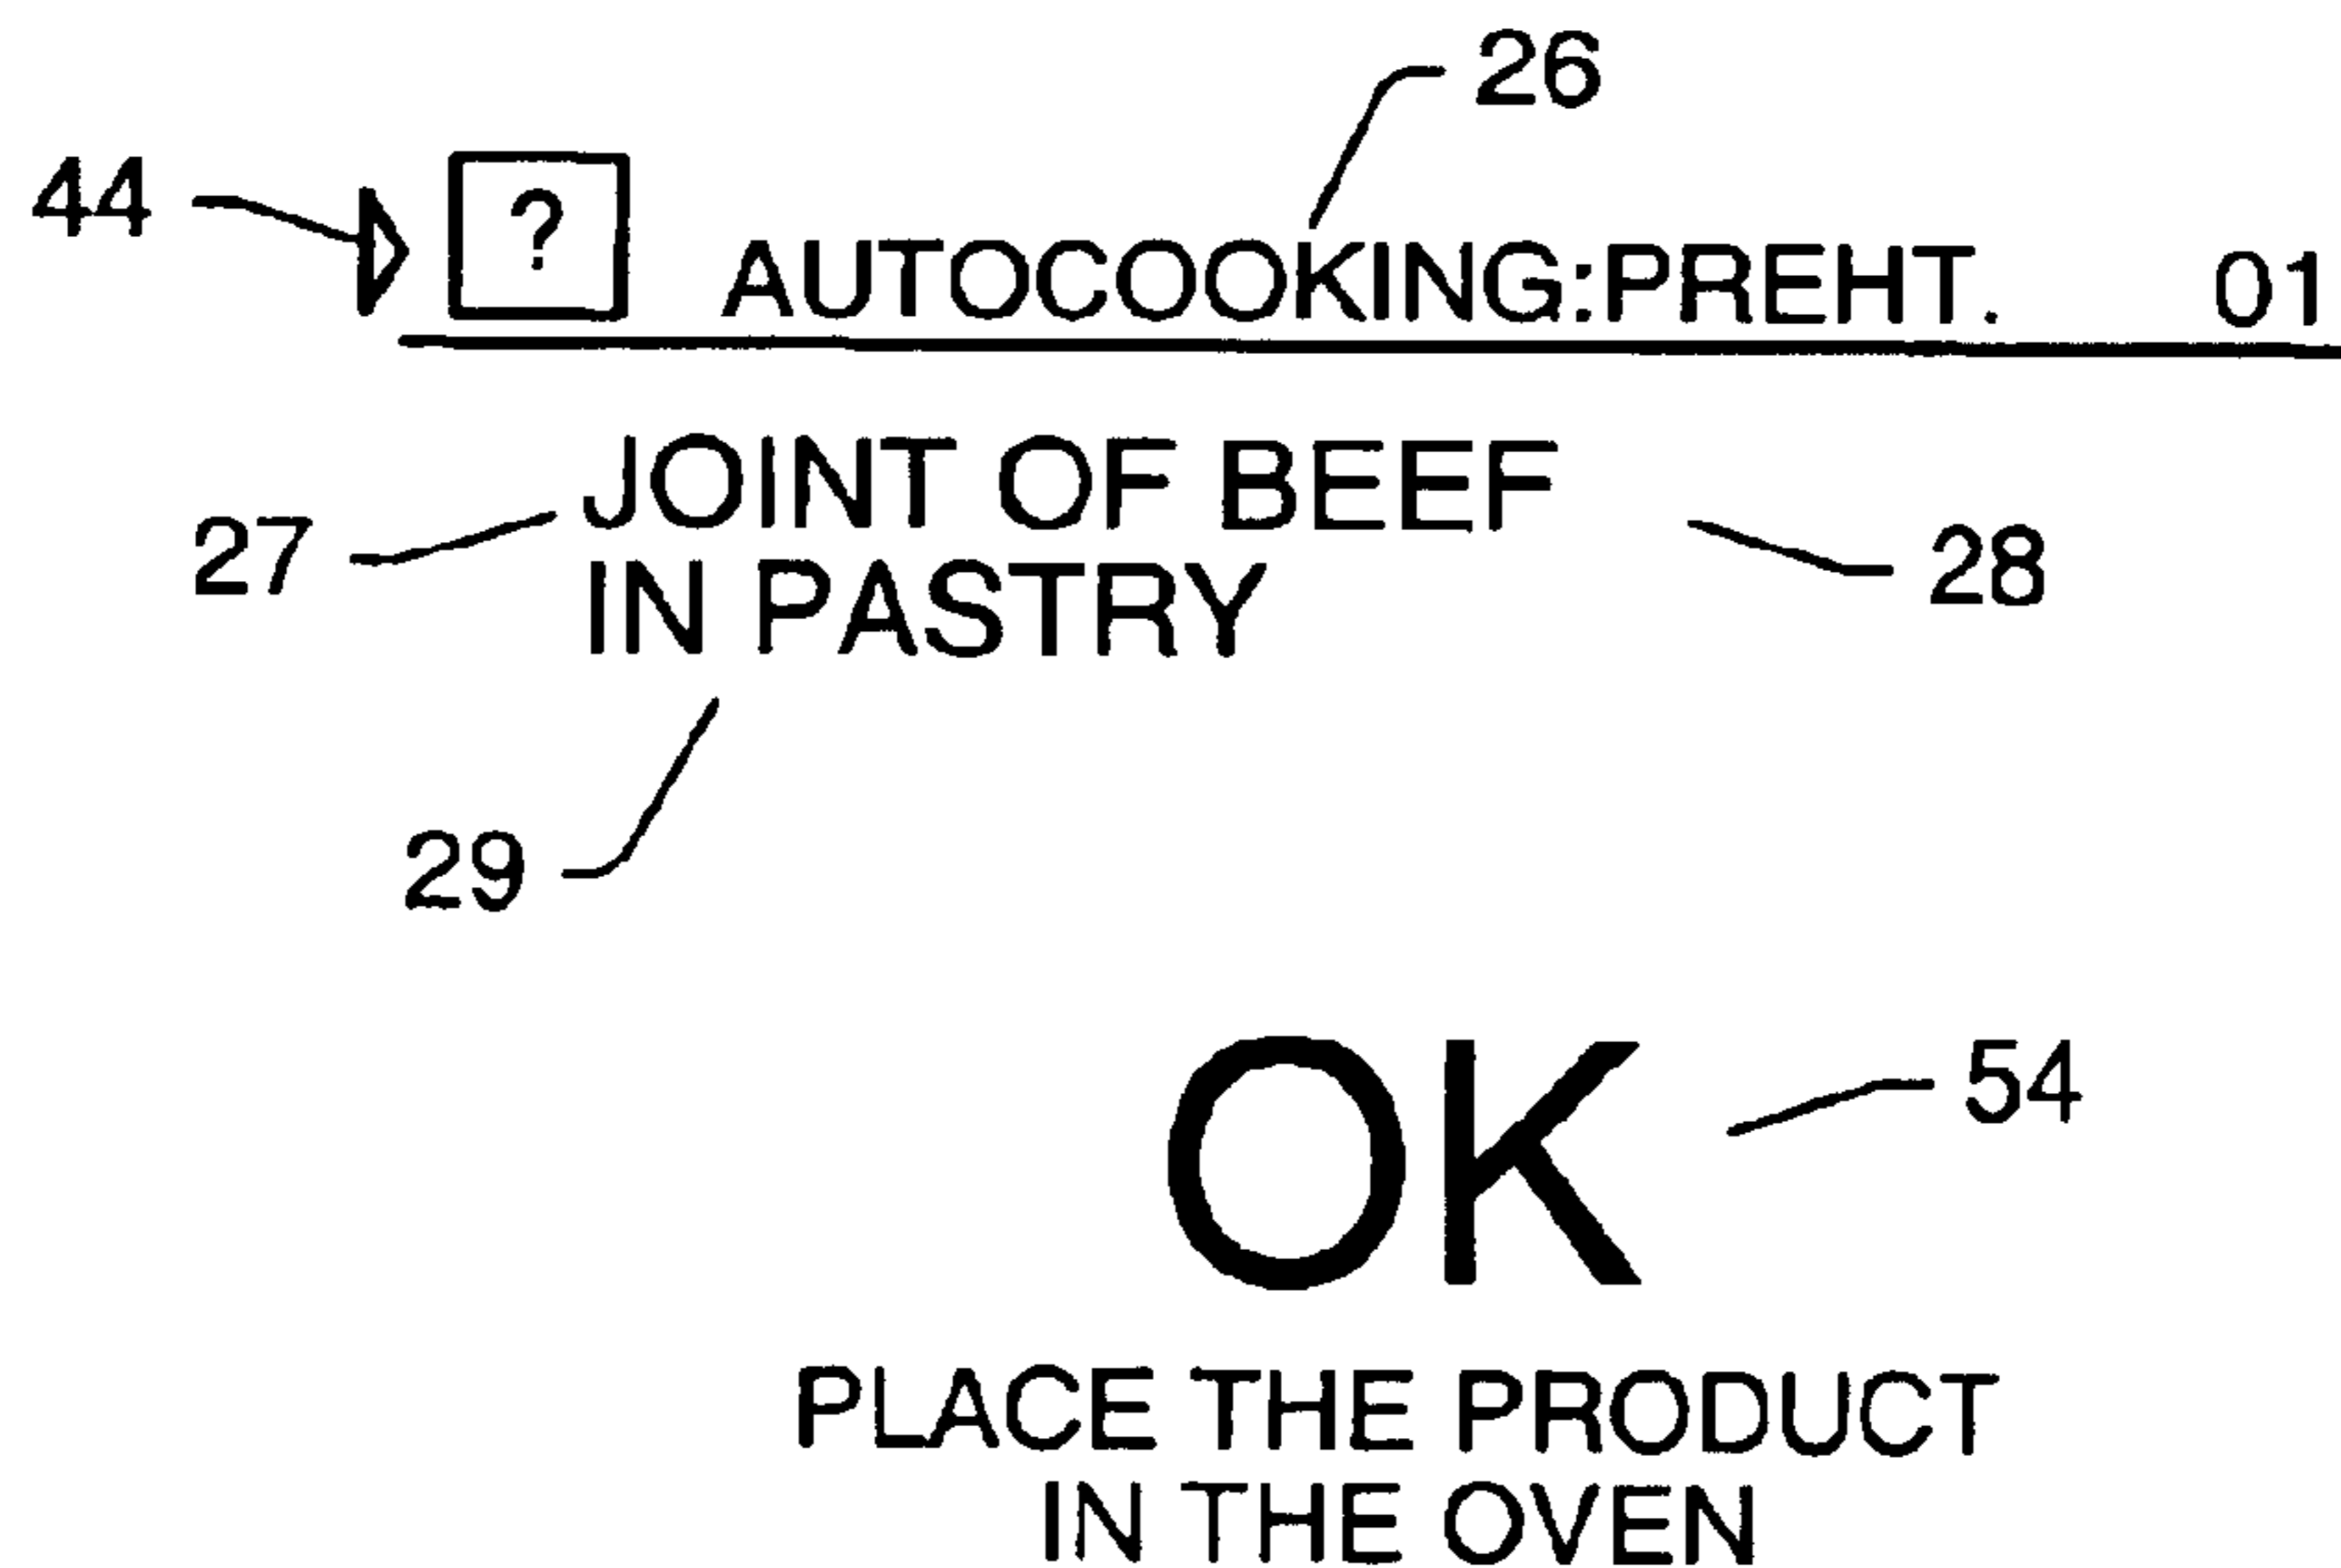 26
44 ? AUTOCOOKING:PREHT. 01
JOINT OF BEEF
27 28
IN PASTRY
29
OK 54
PLACE THE PRODUCT
IN THE OVEN